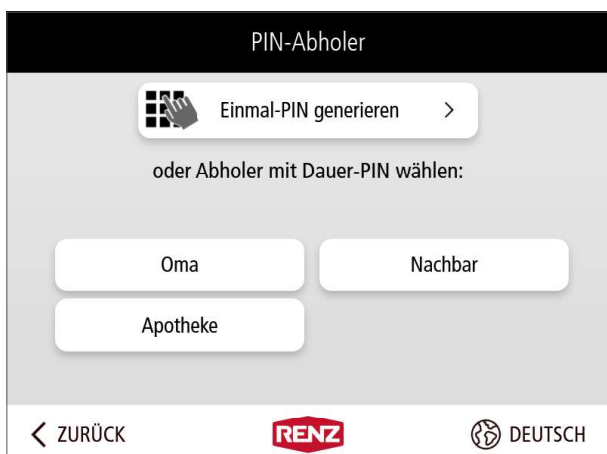 PIN-Abholer
Einmal-PIN generieren
oder Abholer mit Dauer-PIN wählen:
Oma
Nachbar
Apotheke
ZURÜCK
RENZ
DEUTSCH